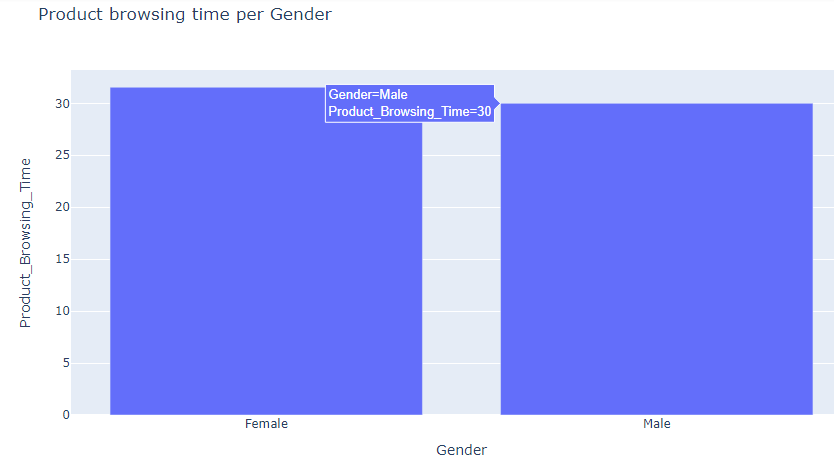 Product browsing time per Gender
Gender=Male
Product_Browsing_Time=30
Product_Browsing_Time
30
25
20
15
10
5
0
Female
Male
Gender